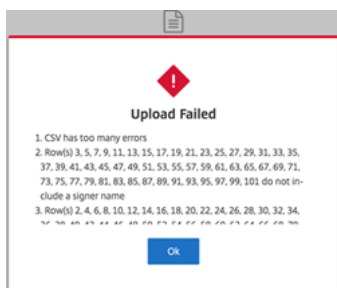 Upload Failed
1. CSV has too many errors
2. Row(s) 3, 5, 7, 9, 11, 13, 15, 17, 19, 21, 23, 25, 27, 29, 31, 33, 35,
37, 39, 41, 43, 45, 47, 49, 51, 53, 55, 57, 59, 61, 63, 65, 67, 69, 71,
73, 75, 77, 79, 81, 83, 85, 87, 89, 91, 93, 95, 97, 99, 101 do not in-
clude a signer name
3. Row(s) 2, 4, 6, 8, 10, 12, 14, 16, 18, 20, 22, 24, 26, 28, 30, 32, 34,
Ok